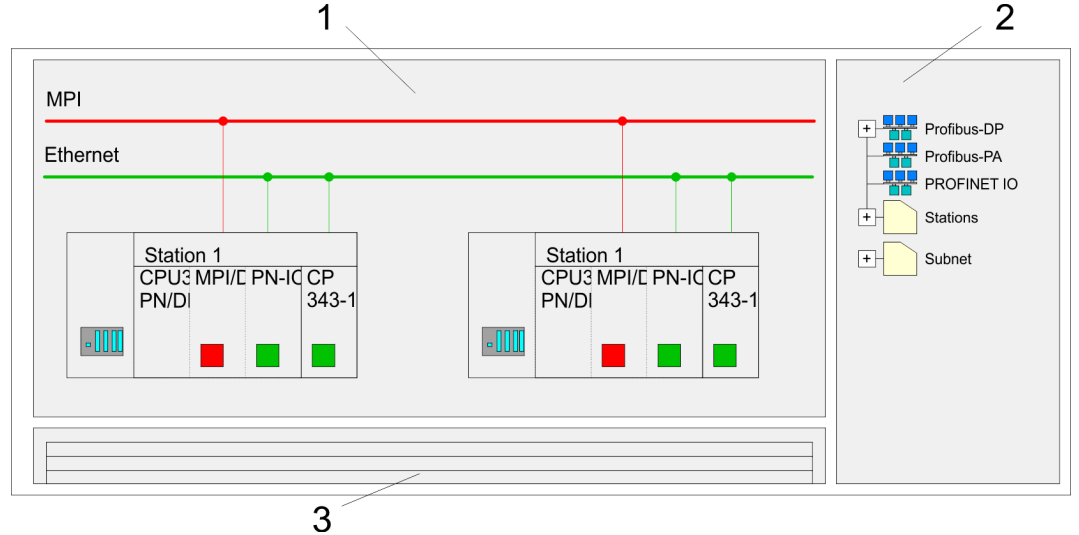 1
2
MPI
Ethernet
Profibus-DP
Profibus-PA
PROFINET IO
Stations
Subnet
Station 1
CPU3 MPI/D PN-IO CP
PN/DI 343-1
Station 1
CPU3 MPI/D PN-IO CP
PN/DI 343-1
3